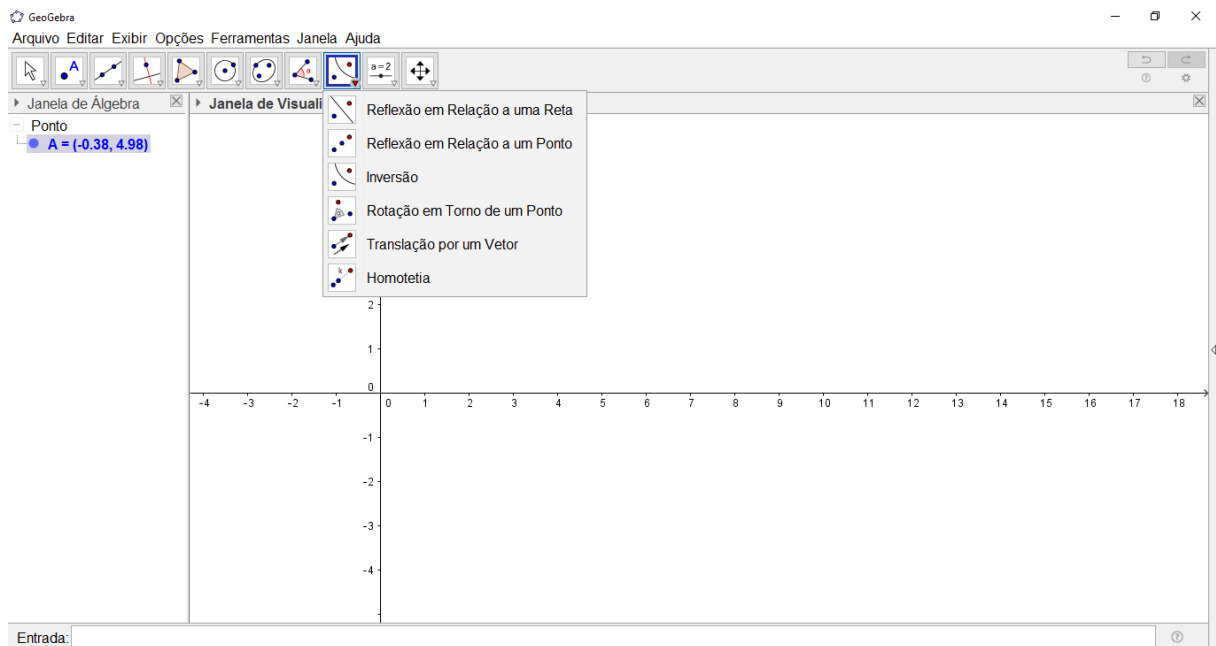 GeoGebra
Arquivo Editar Exibir Opções Ferramentas Janela Ajuda
A
α
a = 2
Janela de Álgebra
Janela de Visuali
Ponto
A = (-0.38, 4.98)
Reflexão em Relação a uma Reta
Reflexão em Relação a um Ponto
Inversão
Rotação em Torno de um Ponto
Translação por um Vetor
k
Homotetia
2
1
0
-4 -3 -2 -1 0 1 2 3 4 5 6 7 8 9 10 11 12 13 14 15 16 17 18
-1
-2
-3
-4
Entrada: